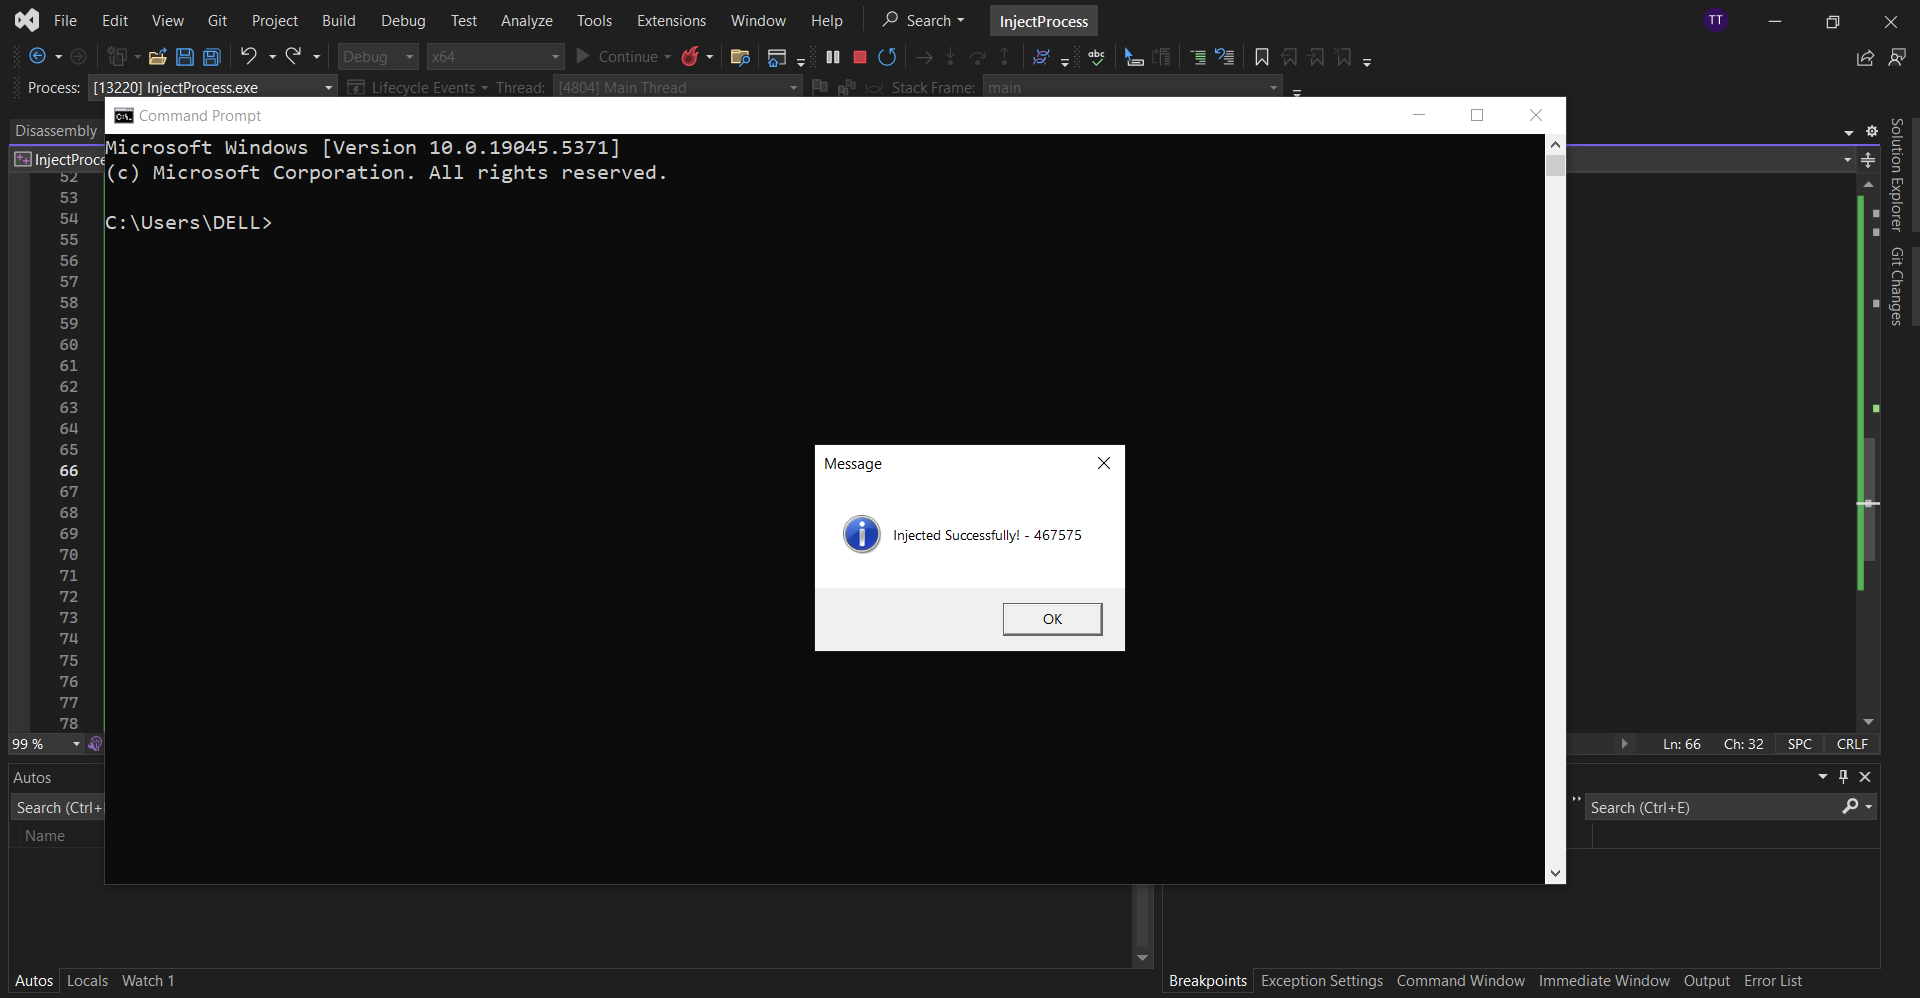 File Edit View Git Project Build Debug Test Analyze Tools Extensions Window Help Search InjectProcess TT
Debug x64 Continue abc
Process: [13220] InjectProcess.exe Lifecycle Events Thread: [4804] Main Thread Stack Frame: main
Command Prompt
Disassembly
InjectProce
Microsoft Windows [Version 10.0.19045.5371]
(c) Microsoft Corporation. All rights reserved.
C:\Users\DELL>
52
53
54
55
56
57
58
59
60
61
62
63
64
65
66
67
68
69
70
71
72
73
74
75
76
77
78
Message
Injected Successfully! - 467575
OK
Solution Explorer
Git Changes
99 % Ln: 66 Ch: 32 SPC CRLF
Autos
Search (Ctrl+ Search (Ctrl+E)
Name
Autos Locals Watch 1 Breakpoints Exception Settings Command Window Immediate Window Output Error List